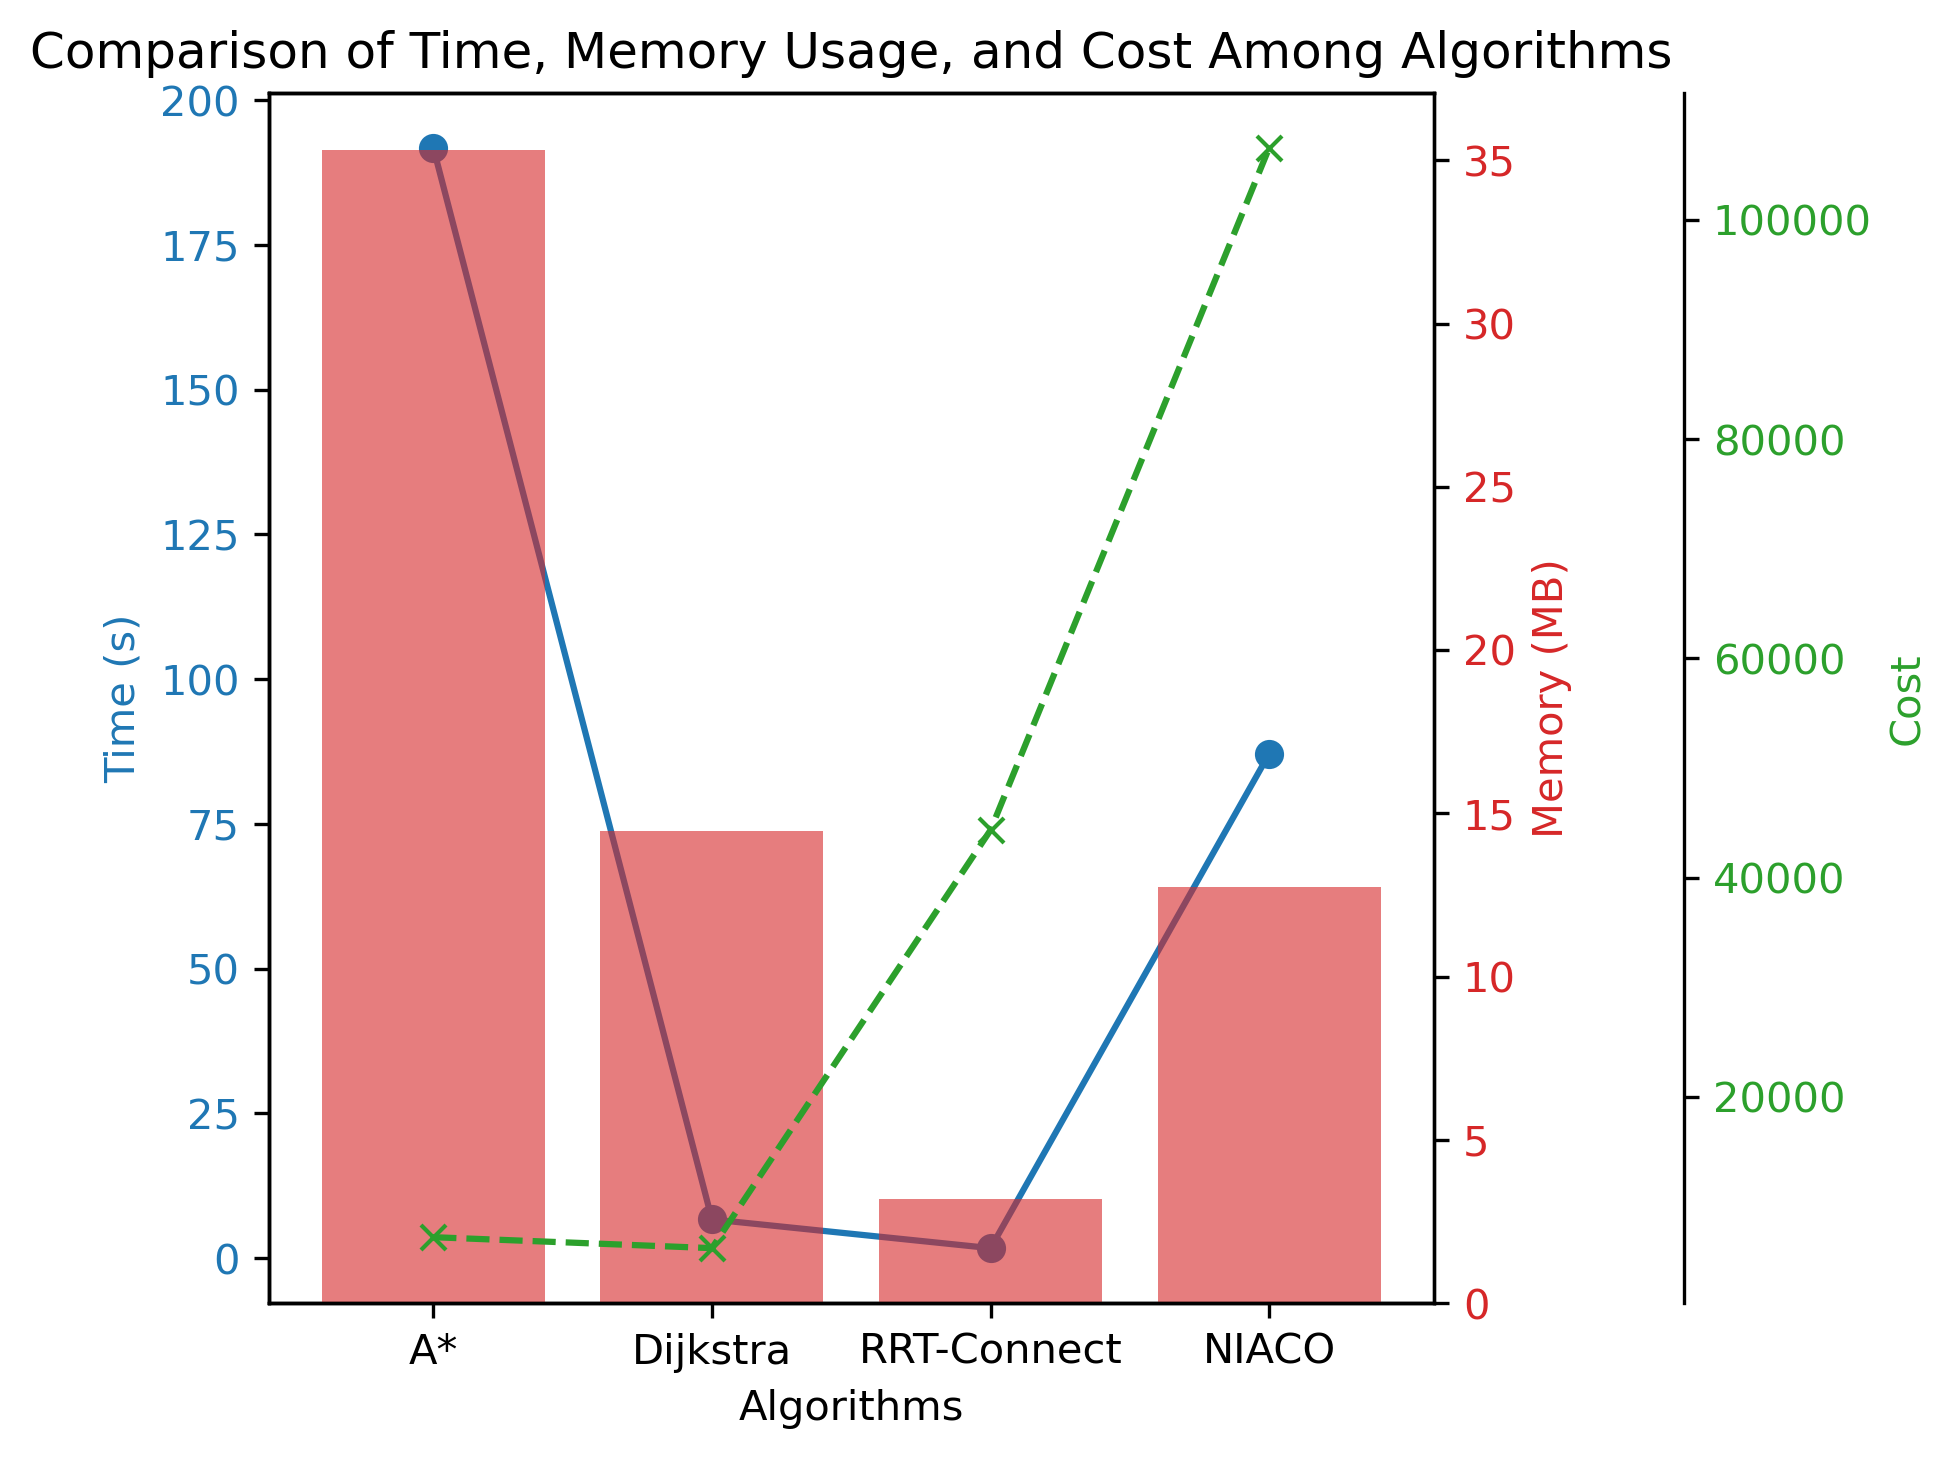 Comparison of Time, Memory Usage, and Cost Among Algorithms
200
175
150
125
100
75
50
25
0
Time (s)
35
30
25
20
15
10
5
0
Memory (MB)
100000
80000
60000
40000
20000
Cost
A*
Dijkstra
RRT-Connect
NIACO
Algorithms